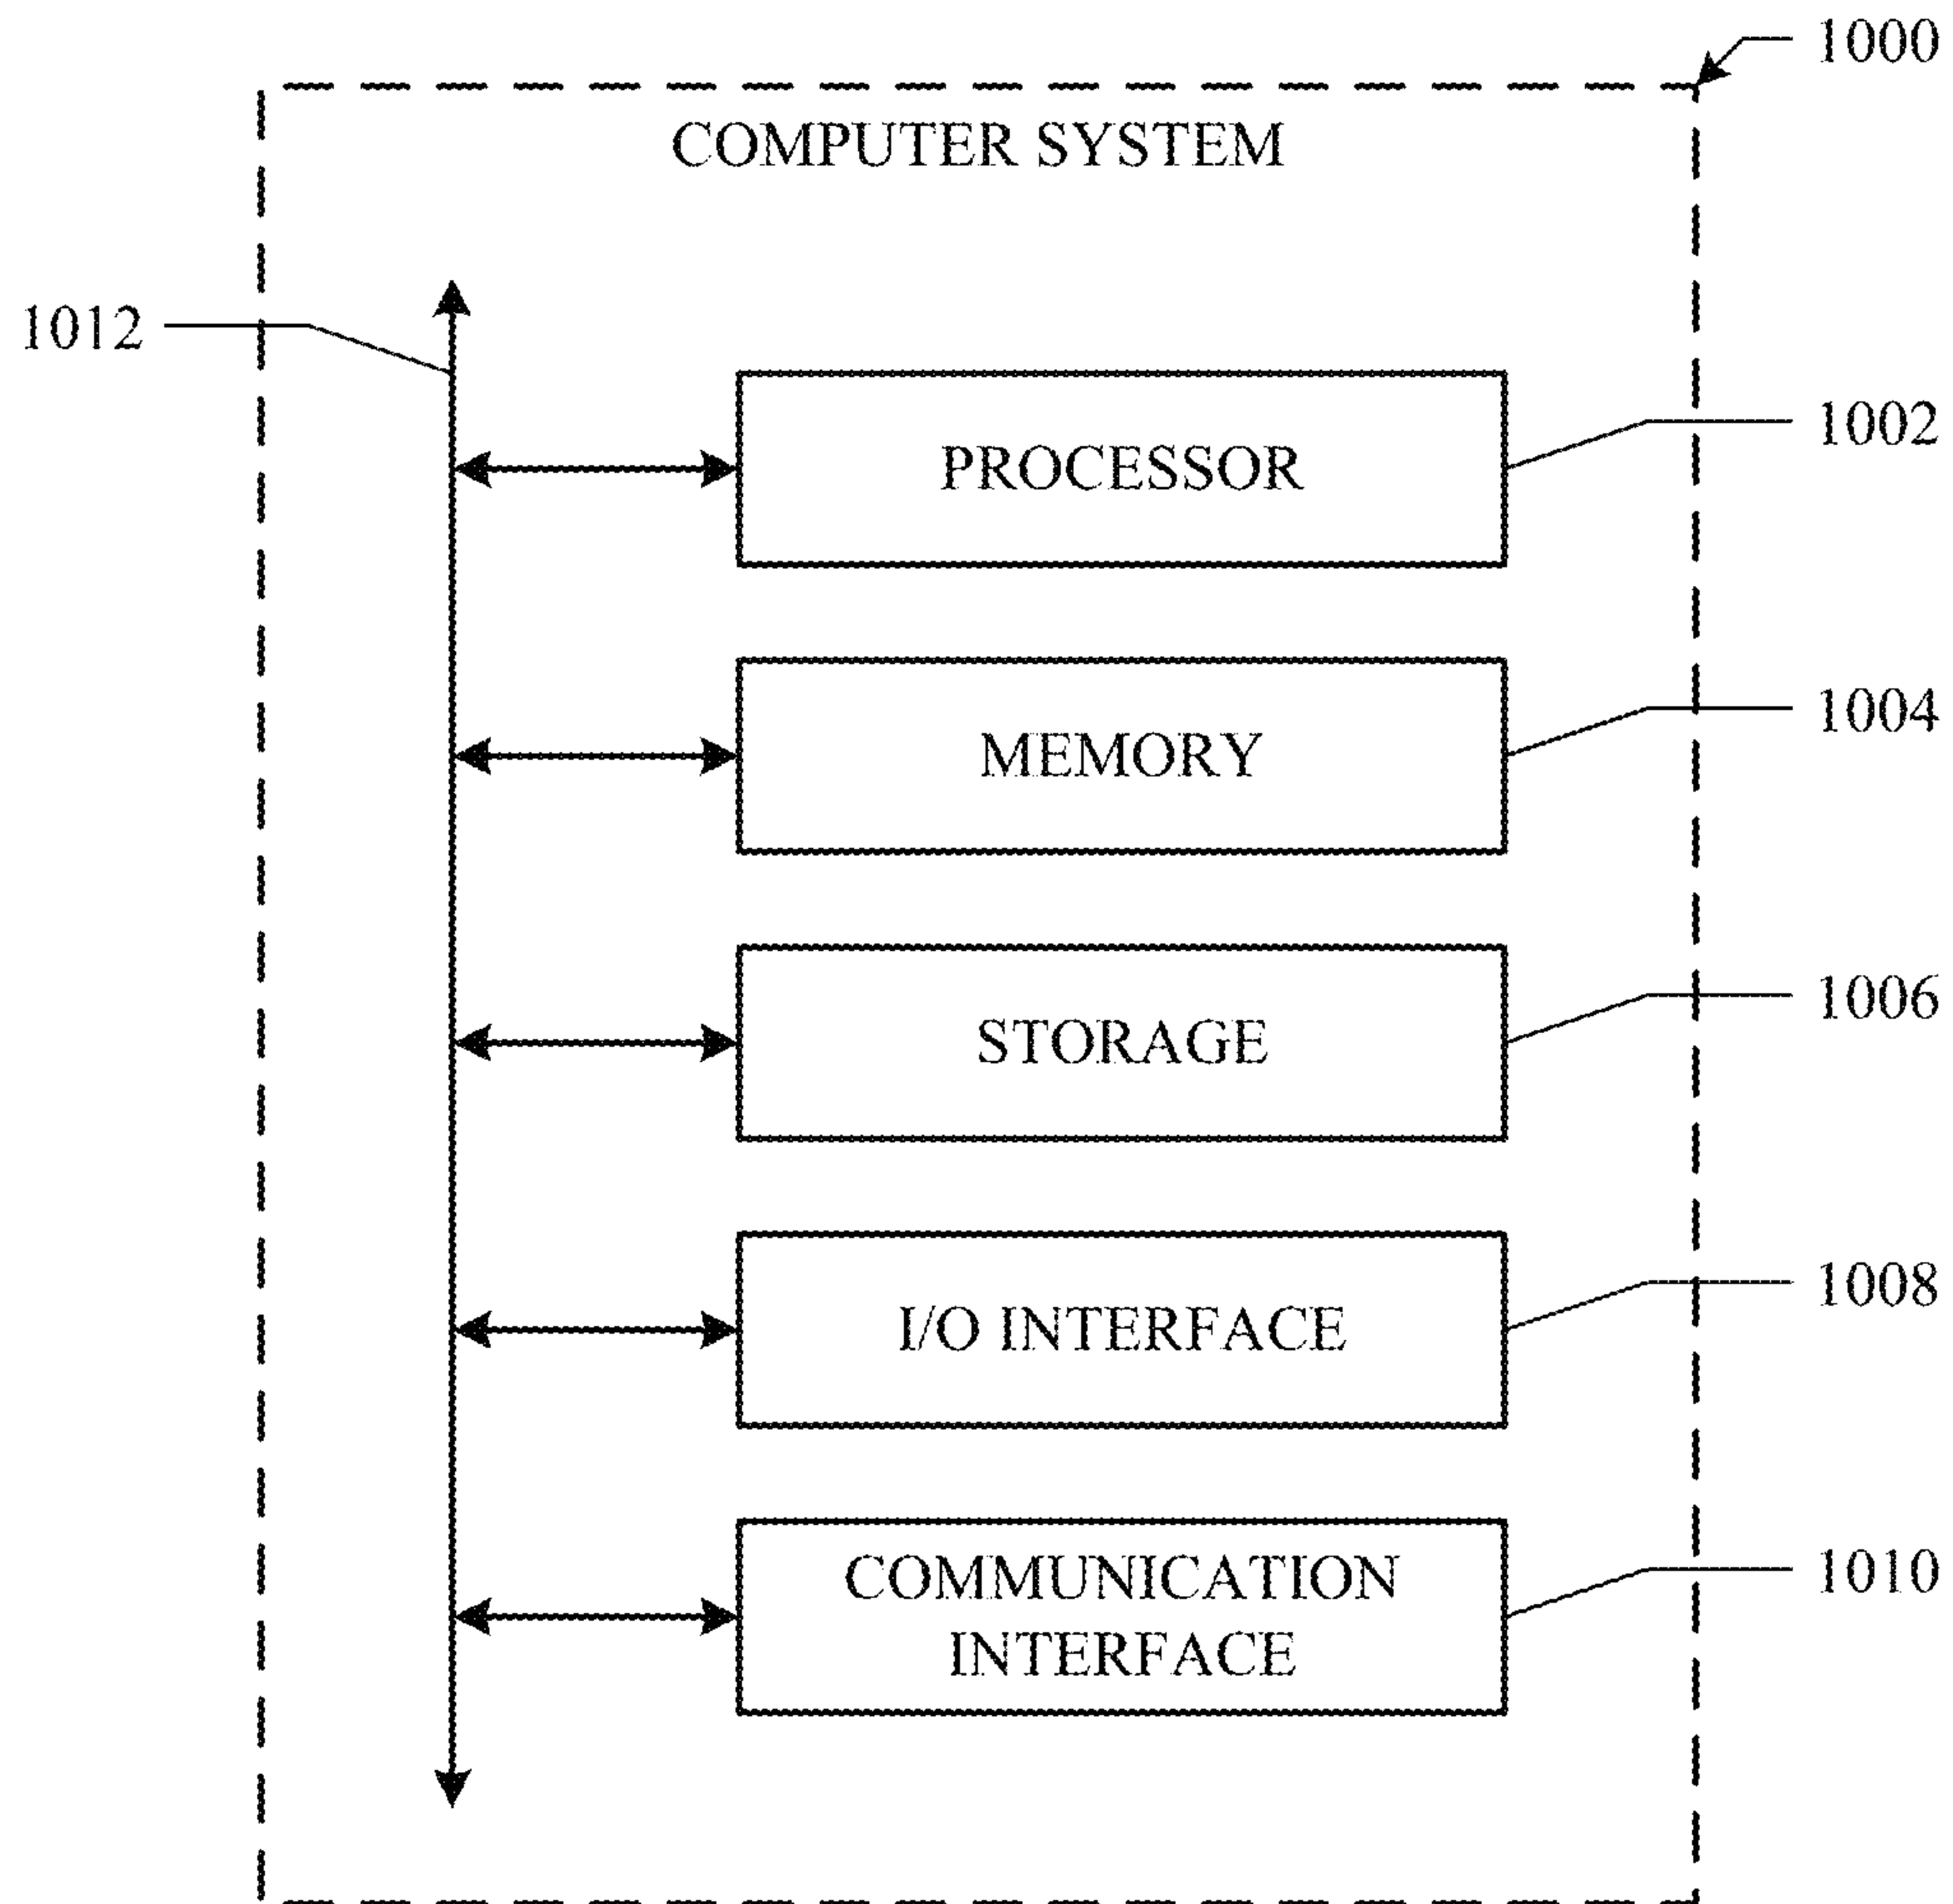 1000
COMPUTER SYSTEM
1012
1002
PROCESSOR
1004
MEMORY
1006
STORAGE
1008
I/O INTERFACE
1010
COMMUNICATION
INTERFACE